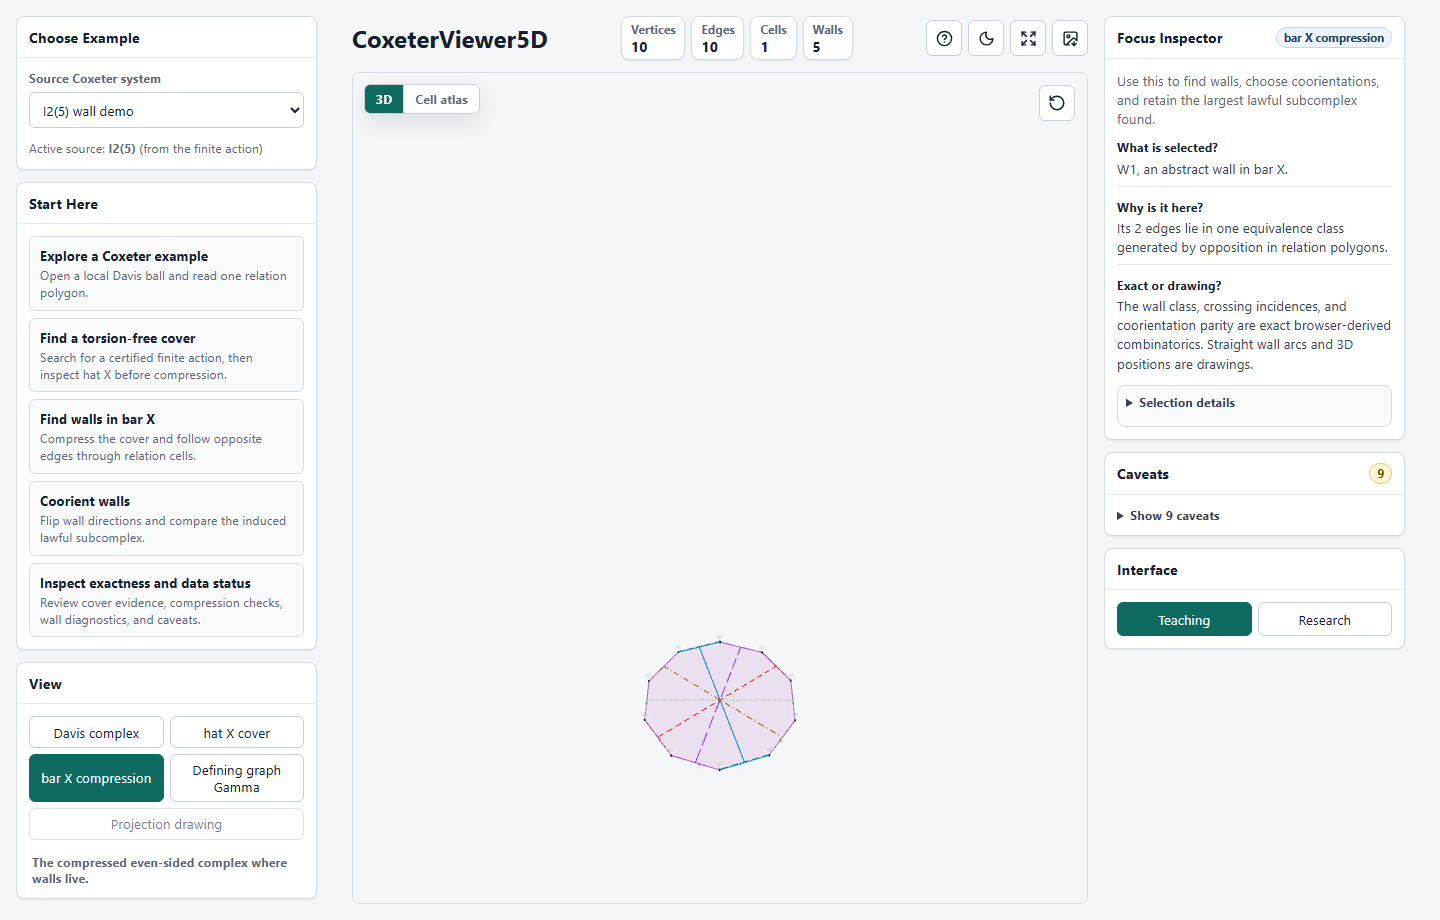 Choose Example
Source Coxeter system
I2(5) wall demo
Active source: I2(5) (from the finite action)
Start Here
Explore a Coxeter example
Open a local Davis ball and read one relation
polygon.
Find a torsion-free cover
Search for a certified finite action, then
inspect hat X before compression.
Find walls in bar X
Compress the cover and follow opposite
edges through relation cells.
Coorient walls
Flip wall directions and compare the induced
lawful subcomplex.
Inspect exactness and data status
Review cover evidence, compression checks,
wall diagnostics, and caveats.
View
Davis complex
hat X cover
bar X compression
Defining graph
Gamma
Projection drawing
The compressed even-sided complex where
walls live.
CoxeterViewer5D
Vertices
10
Edges
10
Cells
1
Walls
5
3D
Cell atlas
Focus Inspector
bar X compression
Use this to find walls, choose coorientations,
and retain the largest lawful subcomplex
found.
What is selected?
W1, an abstract wall in bar X.
Why is it here?
Its 2 edges lie in one equivalence class
generated by opposition in relation polygons.
Exact or drawing?
The wall class, crossing incidences, and
coorientation parity are exact browser-derived
combinatorics. Straight wall arcs and 3D
positions are drawings.
Selection details
Caveats
9
Show 9 caveats
Interface
Teaching
Research